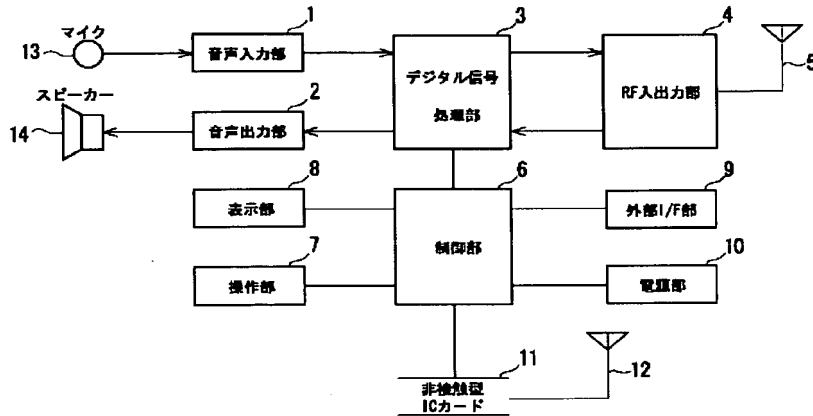 マイク
13
1
音声入力部
3
デジタル信号
処理部
4
RF入出力部
5
スピーカー
14
2
音声出力部
8
表示部
6
制御部
9
外部I/F部
7
操作部
10
電源部
11
非接触型
ICカード
12